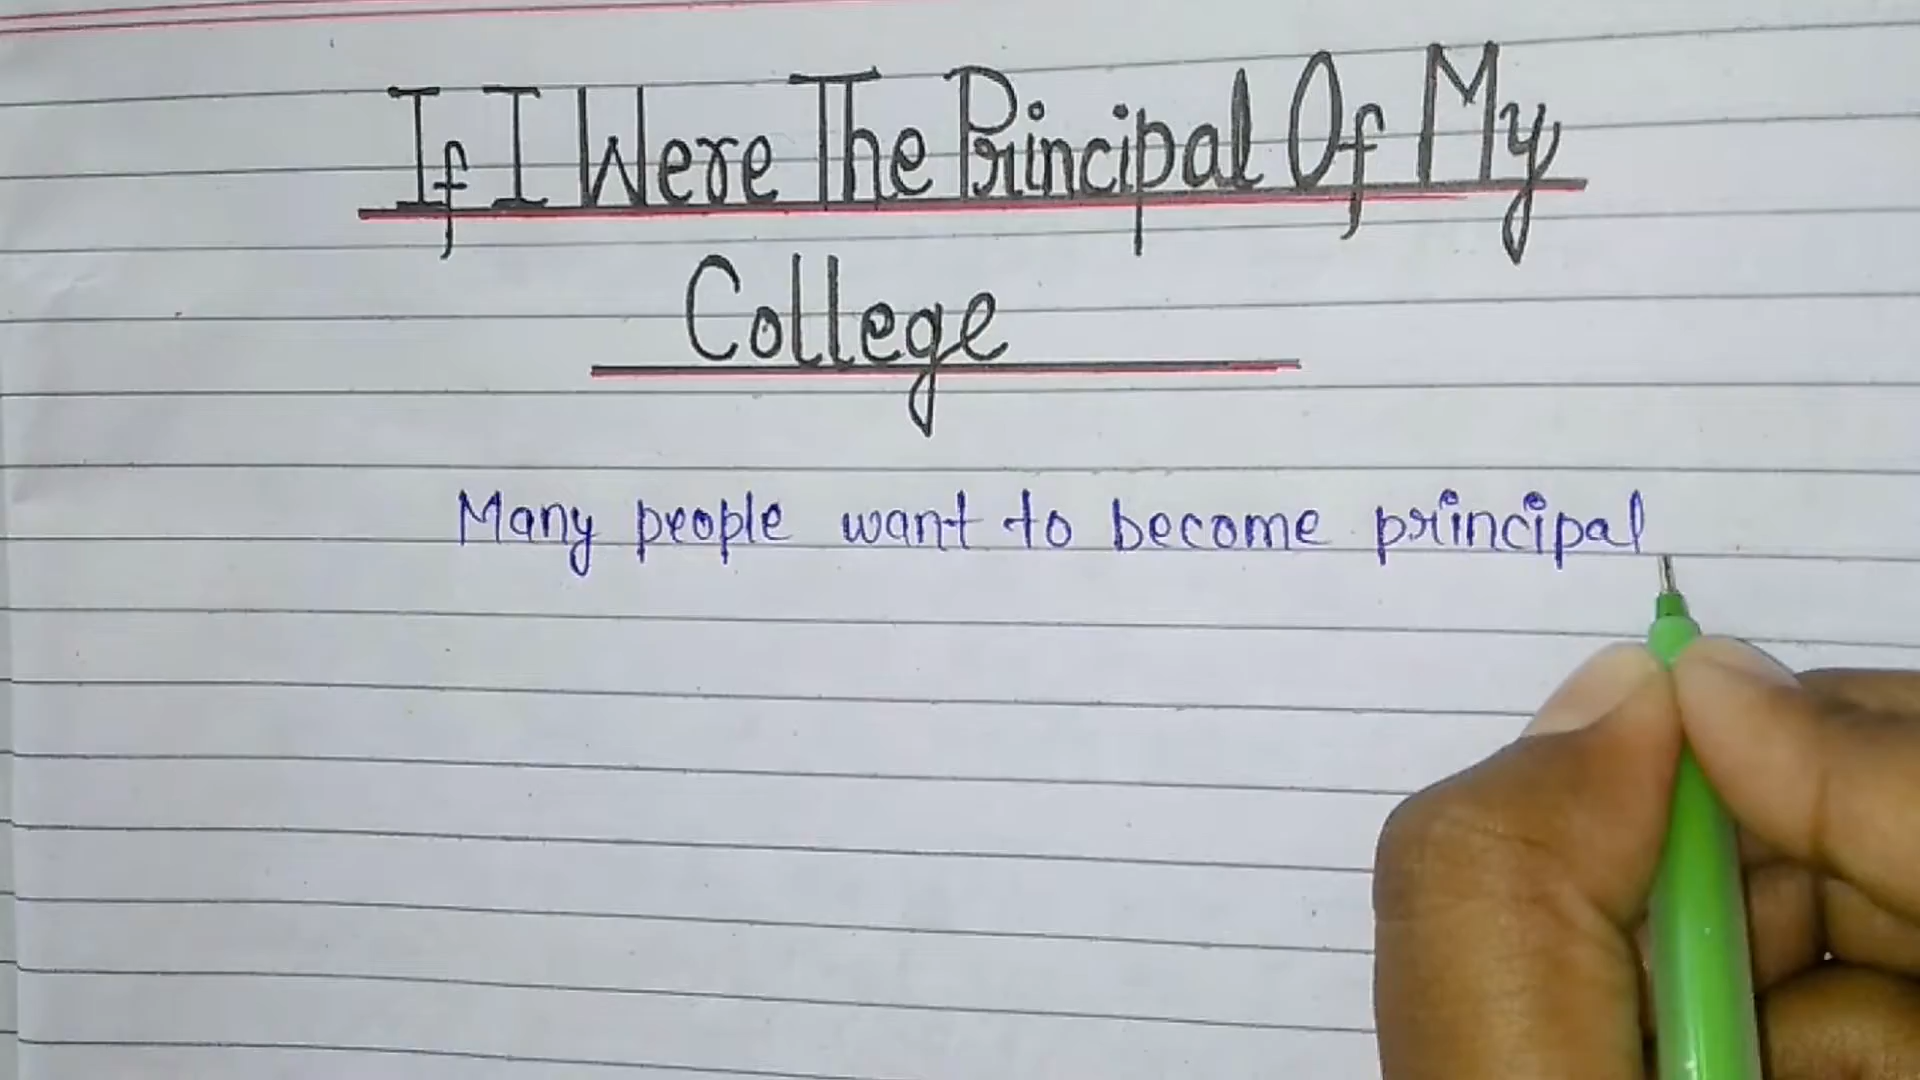 If I Were The Principal Of My
College
Many people want to become principal